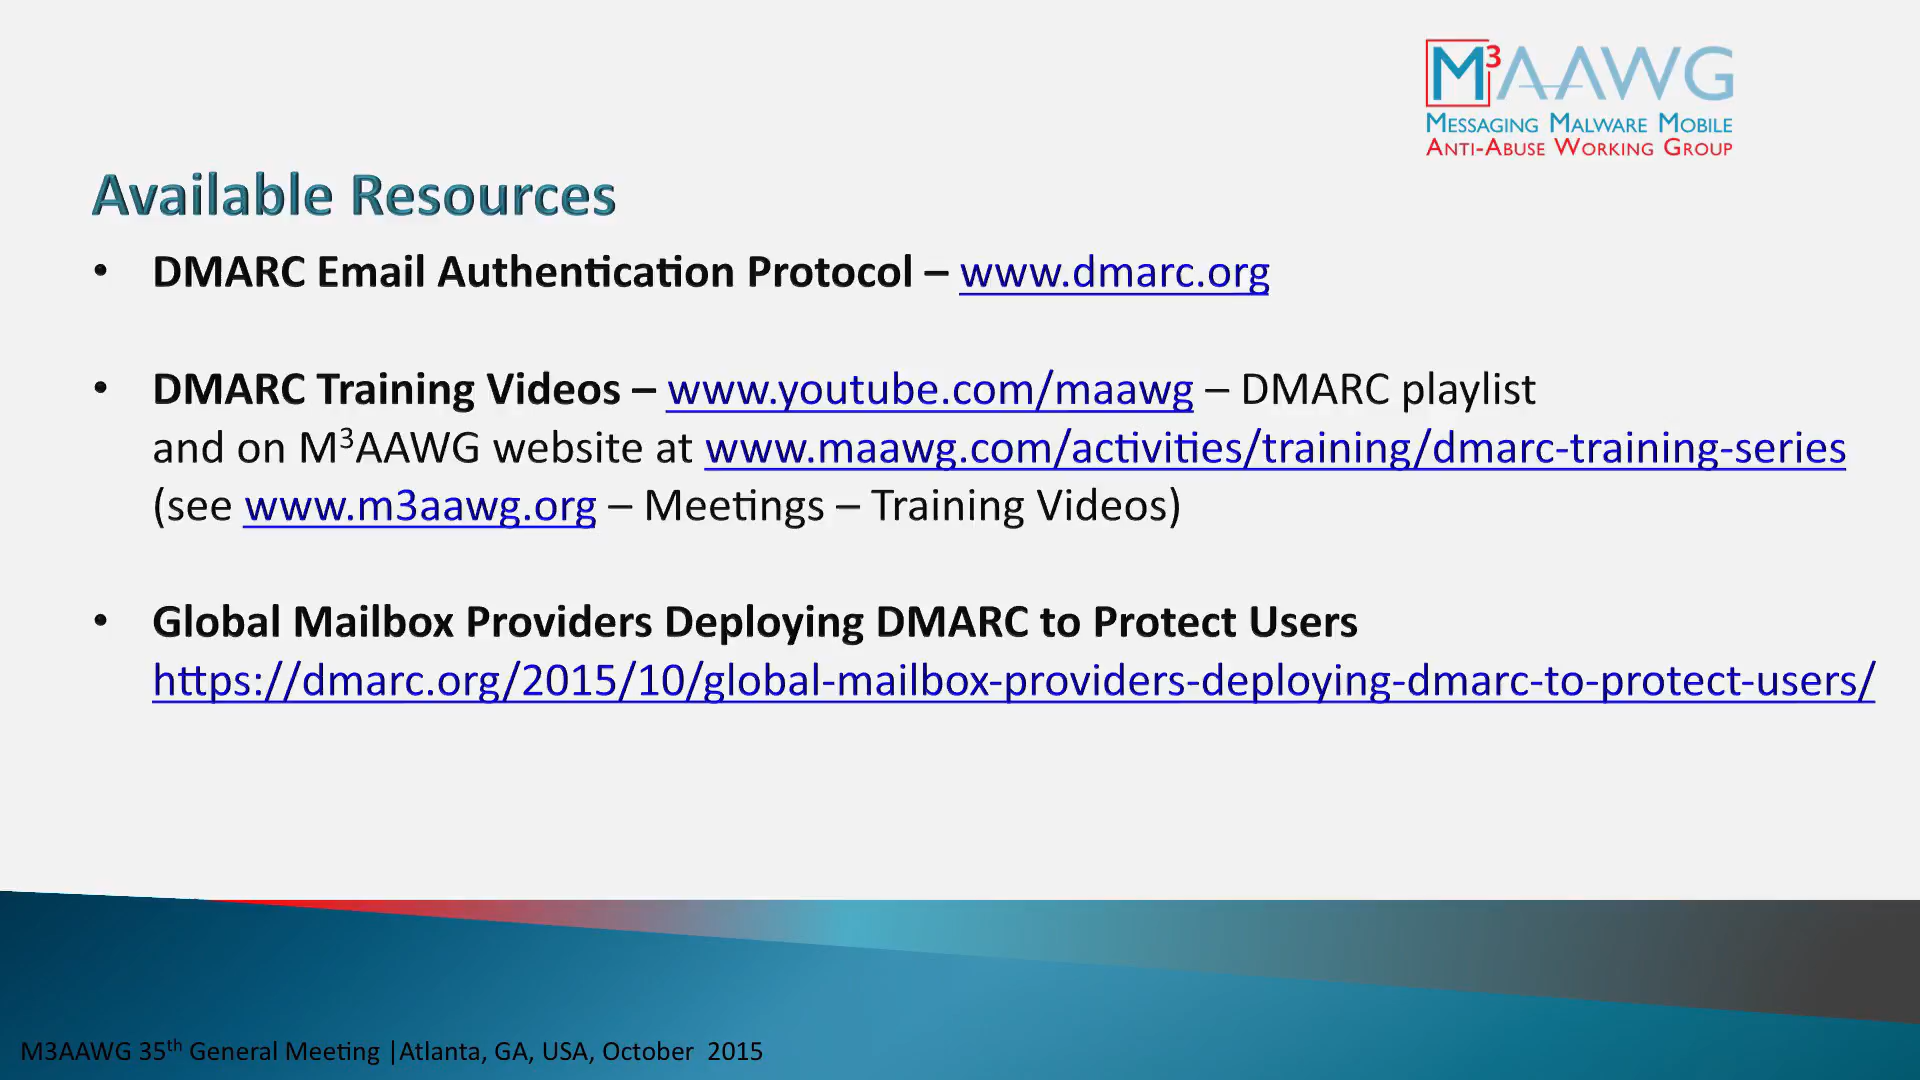 M³AAWG
MESSAGING MALWARE MOBILE
ANTI-ABUSE WORKING GROUP
Available Resources
• DMARC Email Authentication Protocol – www.dmarc.org
• DMARC Training Videos – www.youtube.com/maawg – DMARC playlist
and on M³AAWG website at www.maawg.com/activities/training/dmarc-training-series
(see www.m3aawg.org – Meetings – Training Videos)
• Global Mailbox Providers Deploying DMARC to Protect Users
https://dmarc.org/2015/10/global-mailbox-providers-deploying-dmarc-to-protect-users/
M3AAWG 35th General Meeting |Atlanta, GA, USA, October 2015